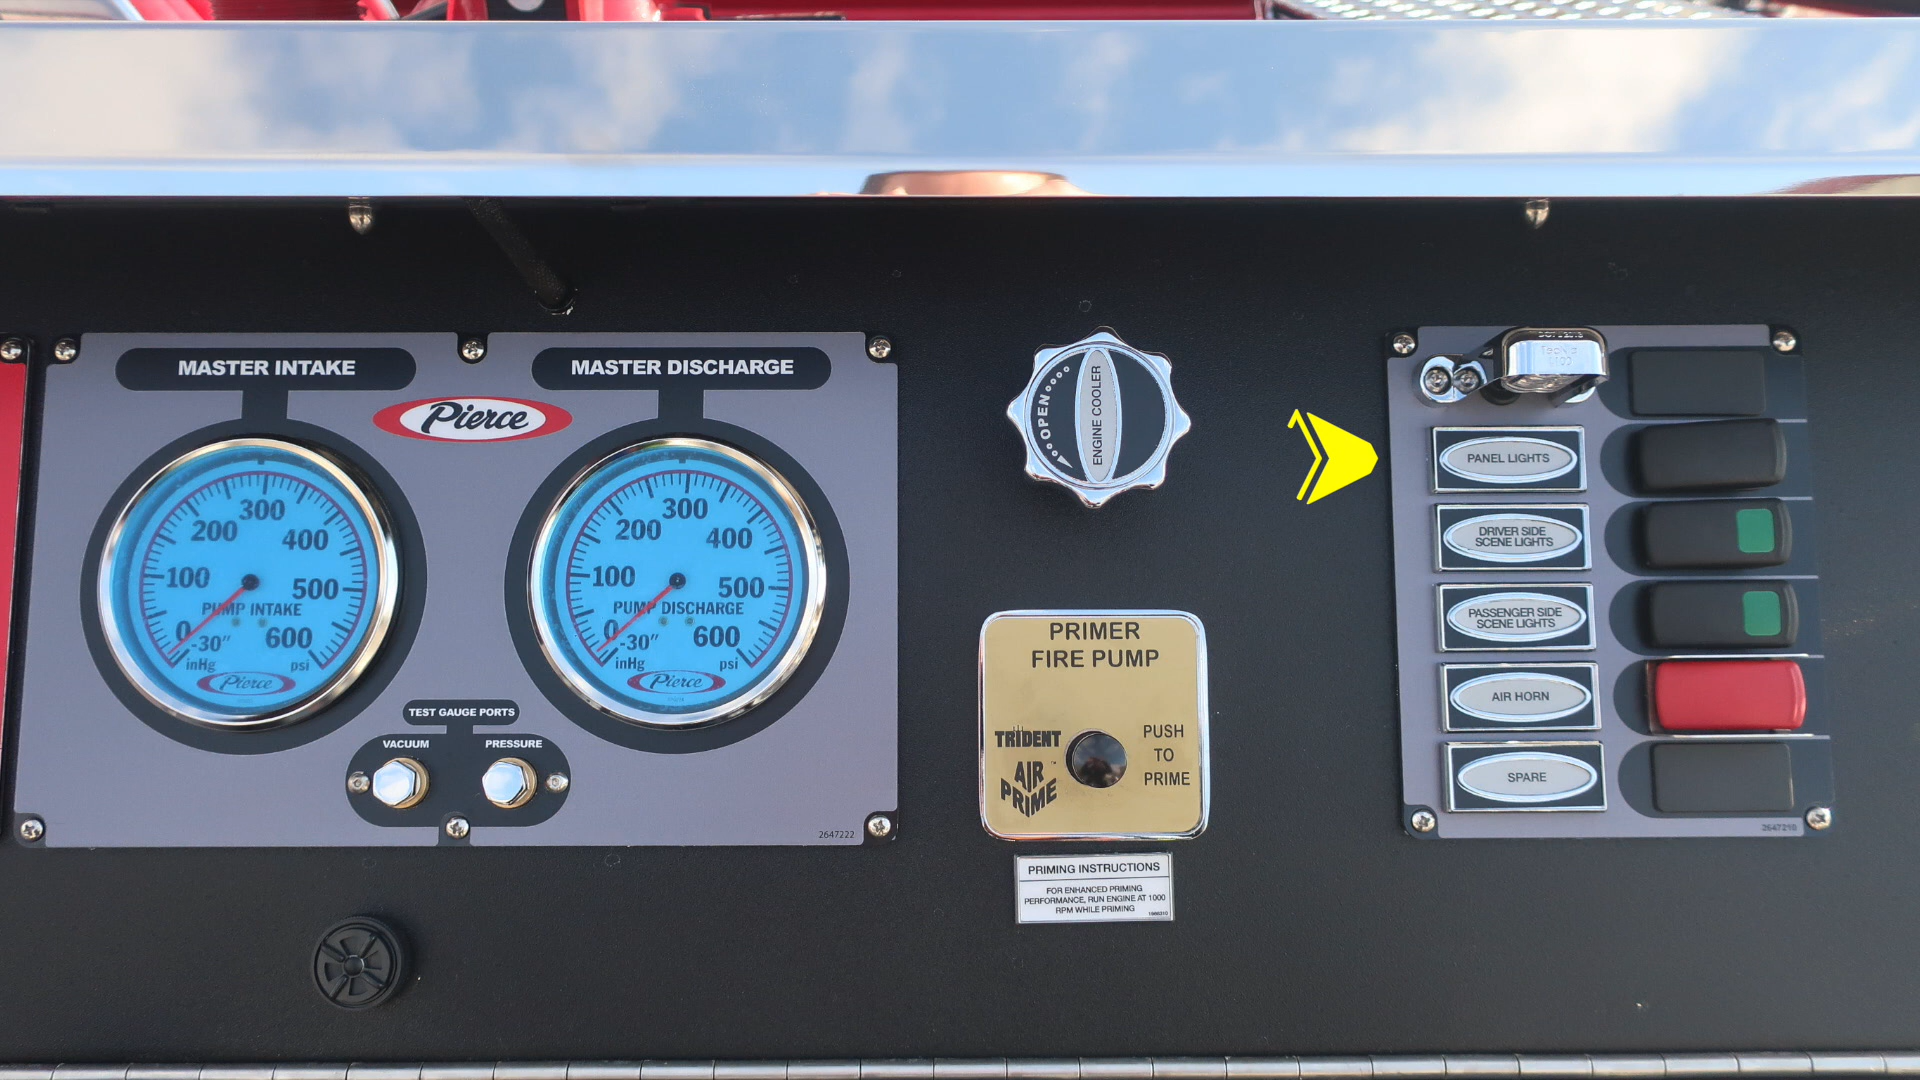 MASTER INTAKE
MASTER DISCHARGE
Pierce
300
200
400
100
500
PUMP INTAKE
0
-30"
600
inHg
psi
Pierce
300
200
400
100
500
PUMP DISCHARGE
0
-30"
600
inHg
psi
Pierce
TEST GAUGE PORTS
VACUUM
PRESSURE
2647222
OPEN
ENGINE COOLER
PRIMER
FIRE PUMP
TRIDENT
AIR
PRIME
™
PUSH
TO
PRIME
PRIMING INSTRUCTIONS
FOR ENHANCED PRIMING
PERFORMANCE, RUN ENGINE AT 1000
RPM WHILE PRIMING
PANEL LIGHTS
DRIVER SIDE
SCENE LIGHTS
PASSENGER SIDE
SCENE LIGHTS
AIR HORN
SPARE